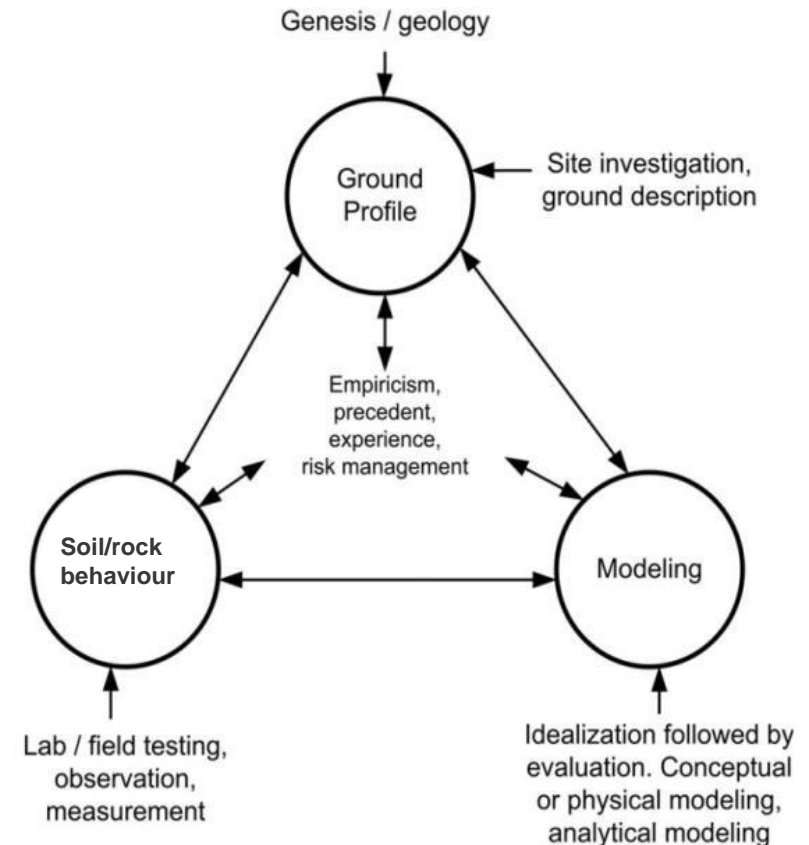 Genesis / geology
Ground
Profile
Site investigation,
ground description
Empiricism,
precedent,
experience,
risk management
Soil/rock
behaviour
Modeling
Lab / field testing,
observation,
measurement
Idealization followed by
evaluation. Conceptual
or physical modeling,
analytical modeling